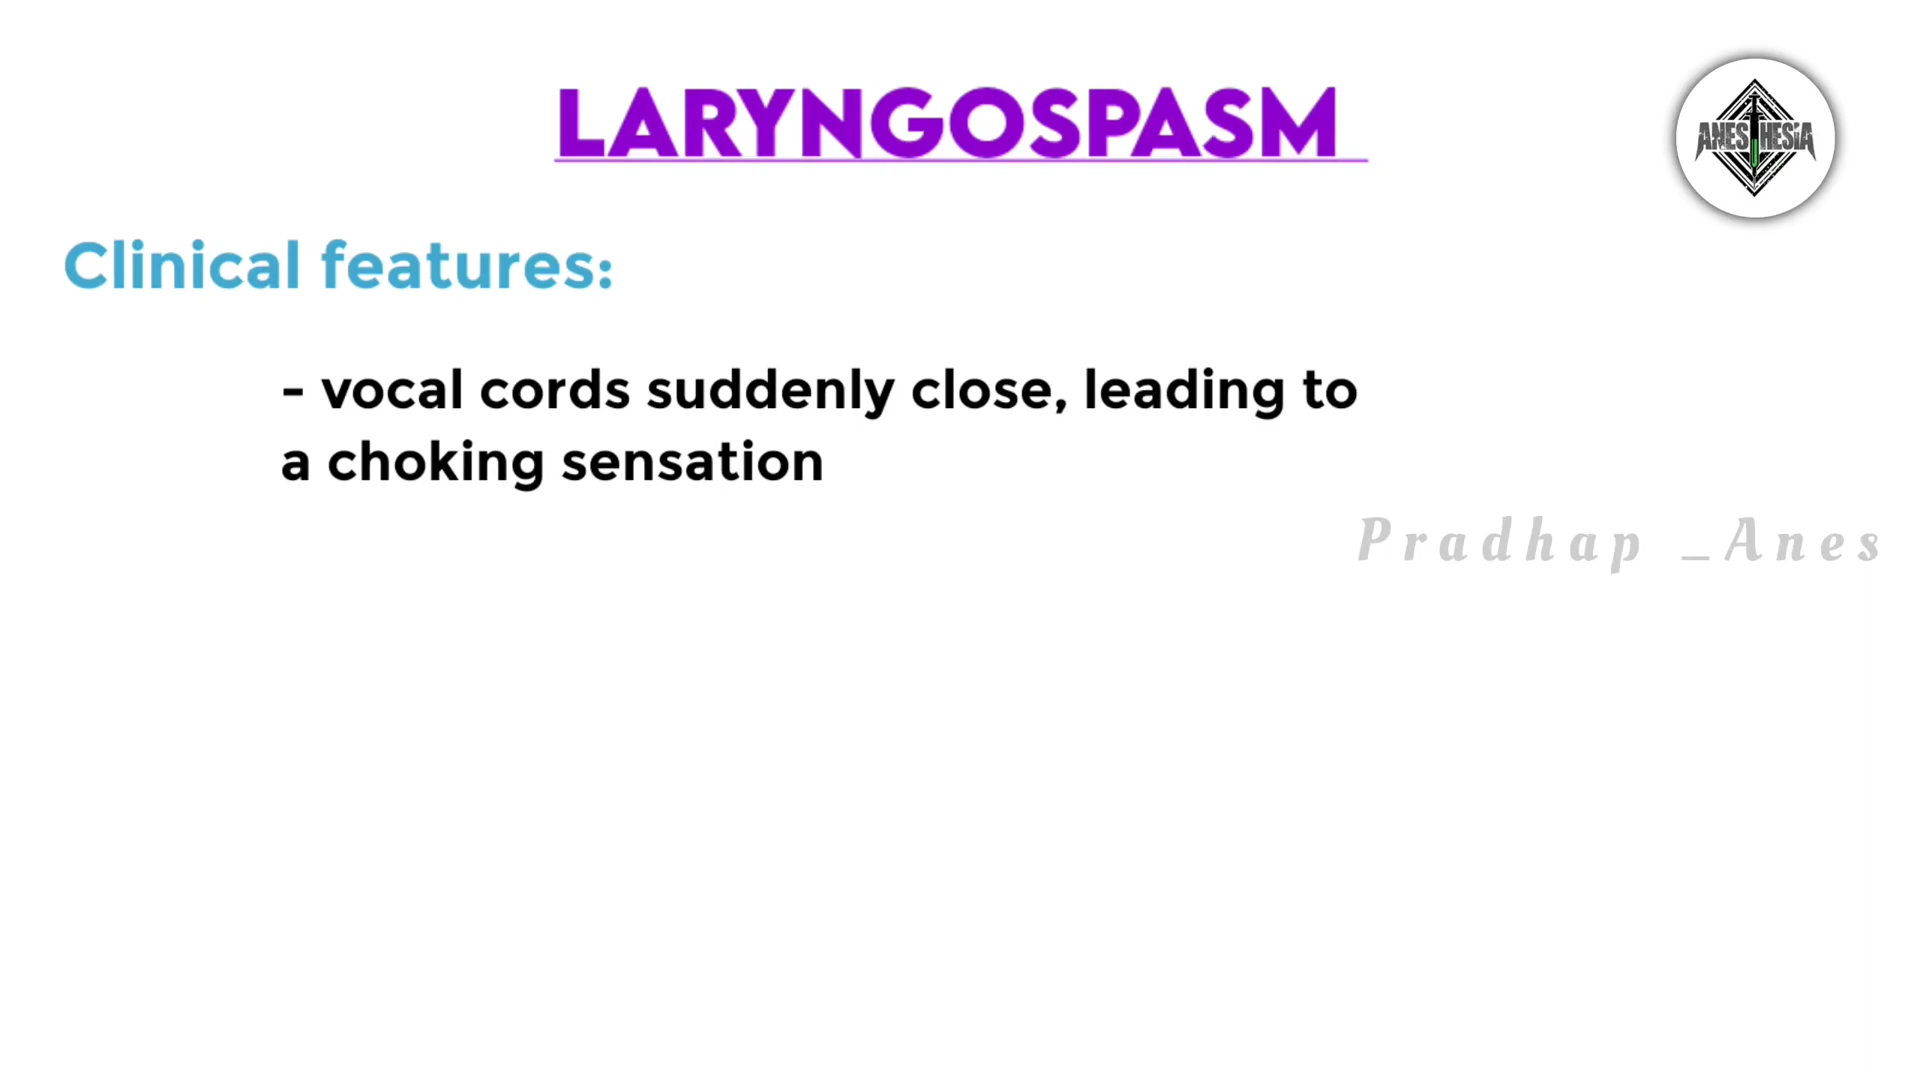 LARYNGOSPASM
ANESTHESIA
Clinical features:
- vocal cords suddenly close, leading to
a choking sensation
Pradhap _Anes